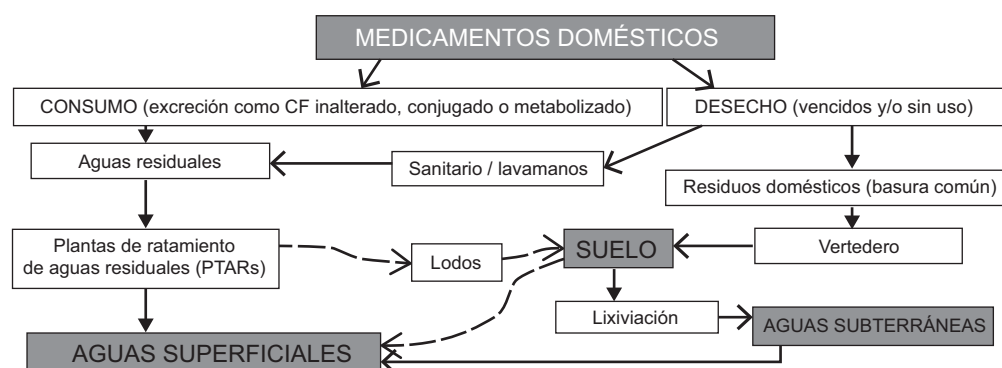 MEDICAMENTOS DOMÉSTICOS
CONSUMO (excreción como CF inalterado, conjugado o metabolizado)
DESECHO (vencidos y/o sin uso)
Aguas residuales
Sanitario / lavamanos
Residuos domésticos (basura común)
Plantas de ratamiento
de aguas residuales (PTARs)
Lodos
SUELO
Vertedero
Lixiviación
AGUAS SUBTERRÁNEAS
AGUAS SUPERFICIALES